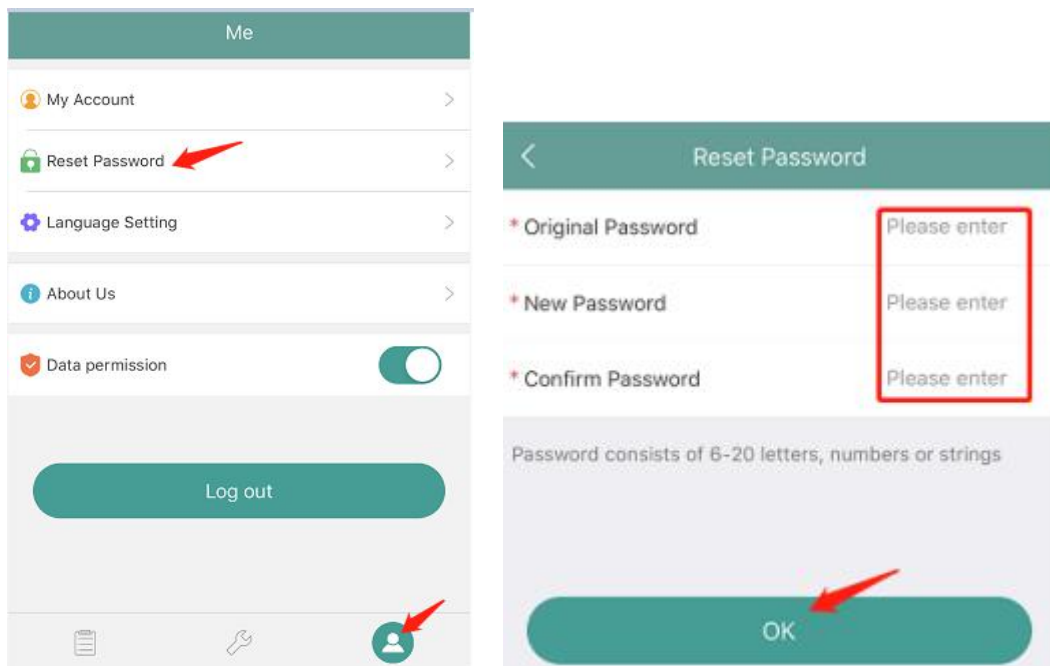 Me
My Account
Reset Password
Language Setting
About Us
Data permission
Log out
Reset Password
* Original Password Please enter
* New Password Please enter
* Confirm Password Please enter
Password consists of 6-20 letters, numbers or strings
OK